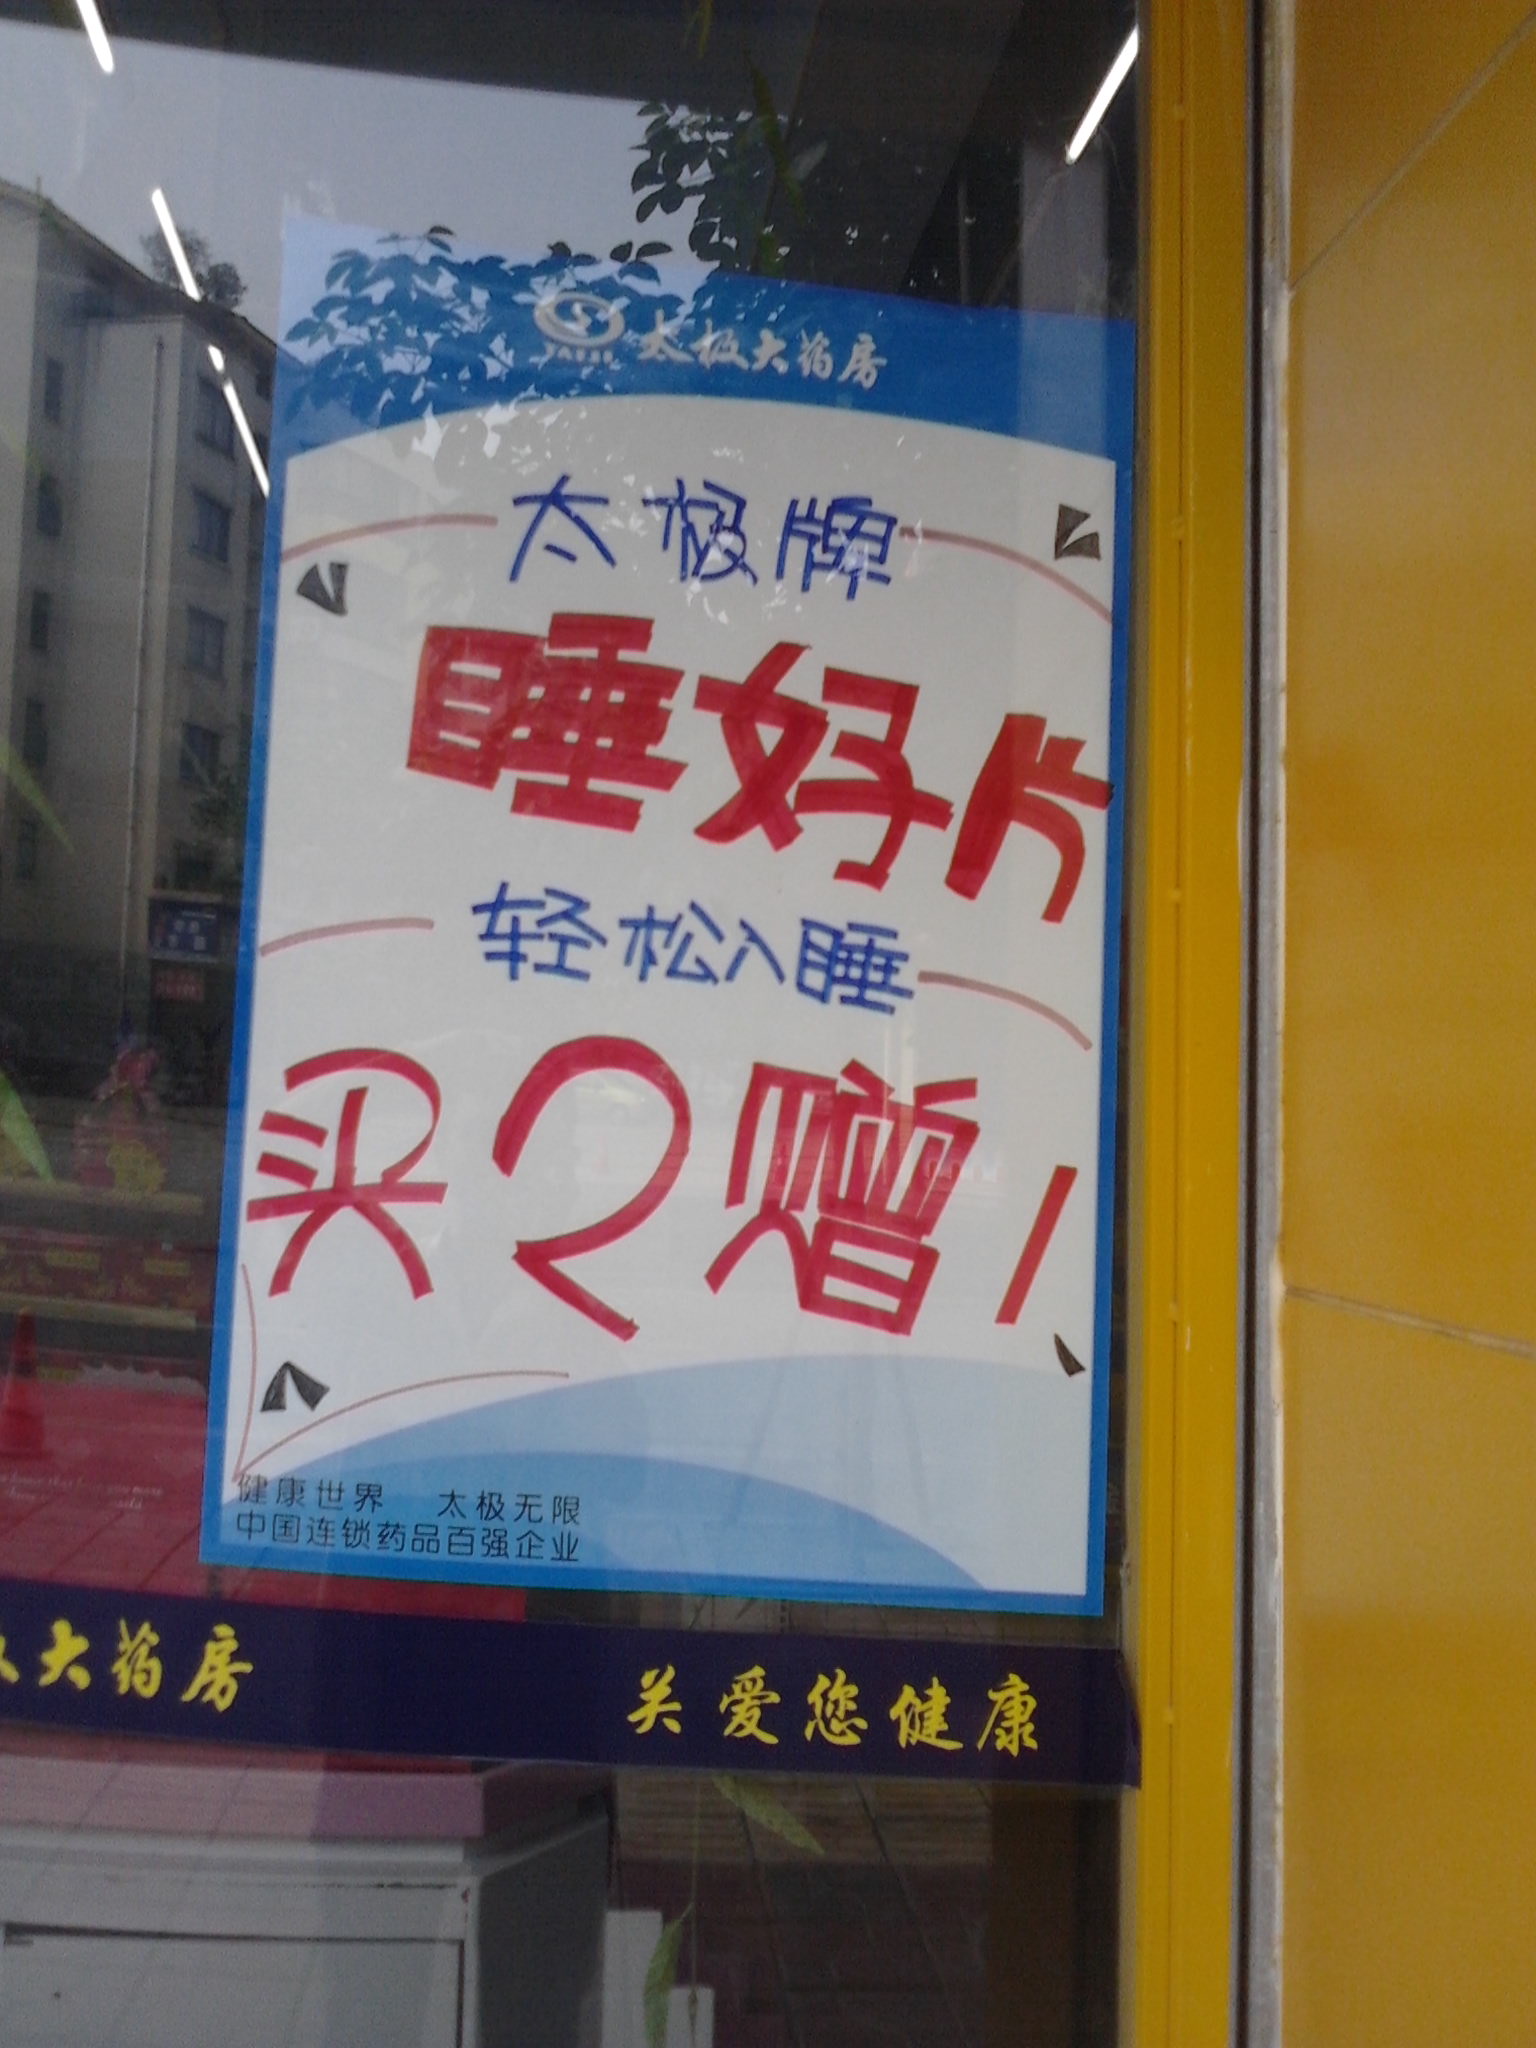 太极大药房
太极牌
睡好片
轻松入睡
买2赠1
健康世界 太极无限
中国连锁药品百强企业
大药房 关爱您健康